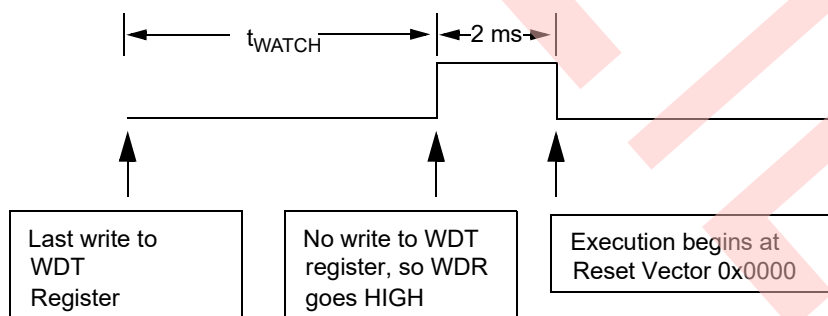 tWATCH
2 ms
Last write to
WDT
Register
No write to WDT
register, so WDR
goes HIGH
Execution begins at
Reset Vector 0x0000